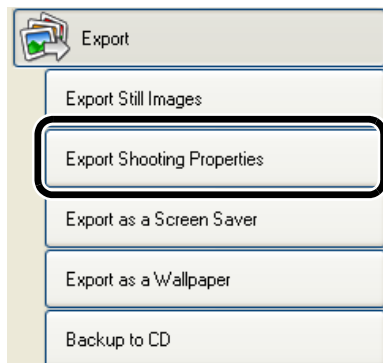 Export
Export Still Images
Export Shooting Properties
Export as a Screen Saver
Export as a Wallpaper
Backup to CD